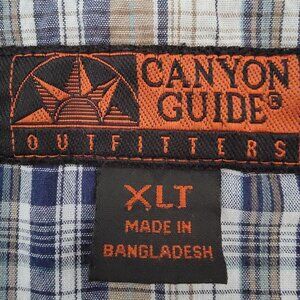 CANYON
GUIDE®
OUTFITTERS
XLT
MADE IN
BANGLADESH